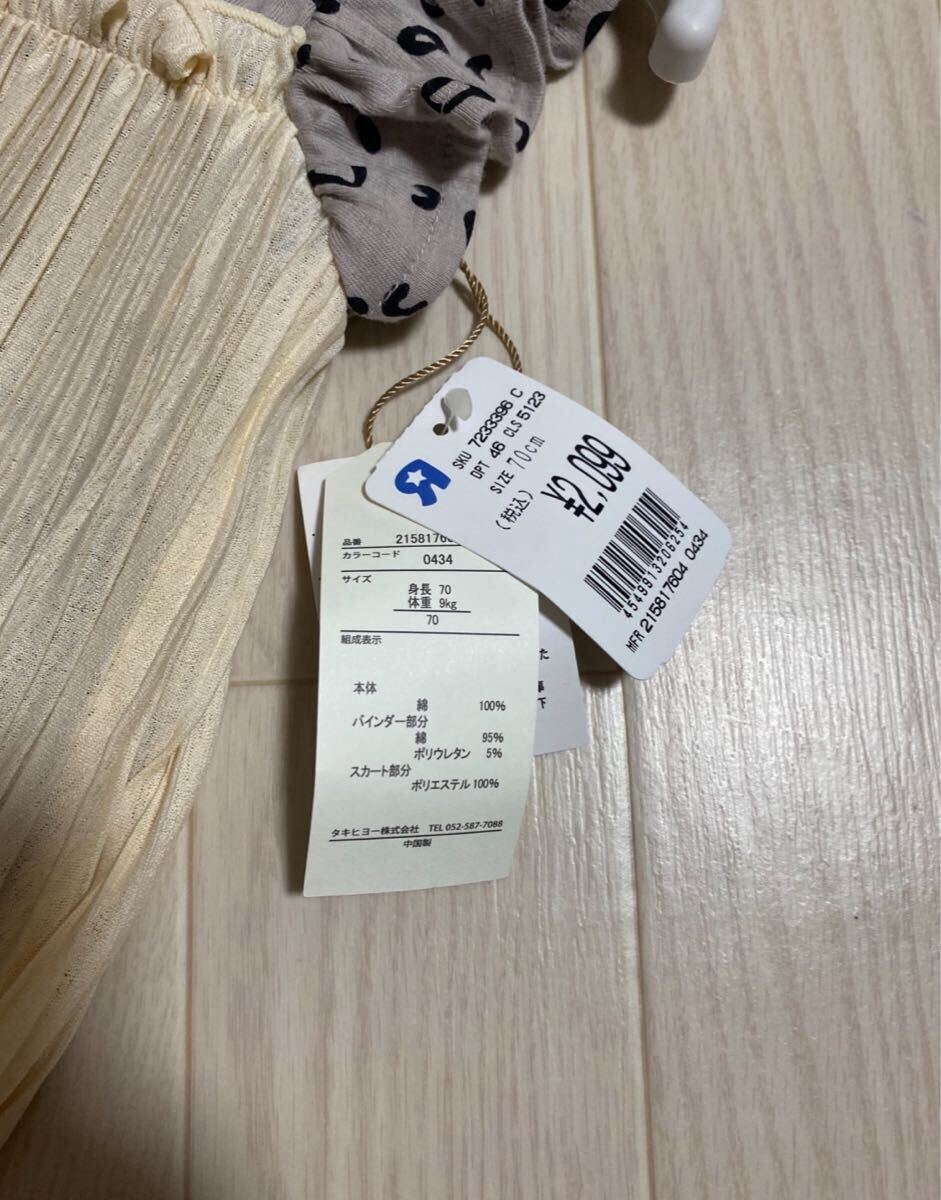 SKU 7233396 C
DPT 46 CLS 5123
SIZE 70cm
(税込)
¥2,099
4549913206254
MFR 215817604 0434
R
品番 2158176
カラーコード 0434
サイズ
身長 70
体重 9kg
70
組成表示
本体
綿 100%
バインダー部分
綿 95%
ポリウレタン 5%
スカート部分
ポリエステル 100%
タキヒヨー株式会社 TEL 052-587-7088
中国製
た
下